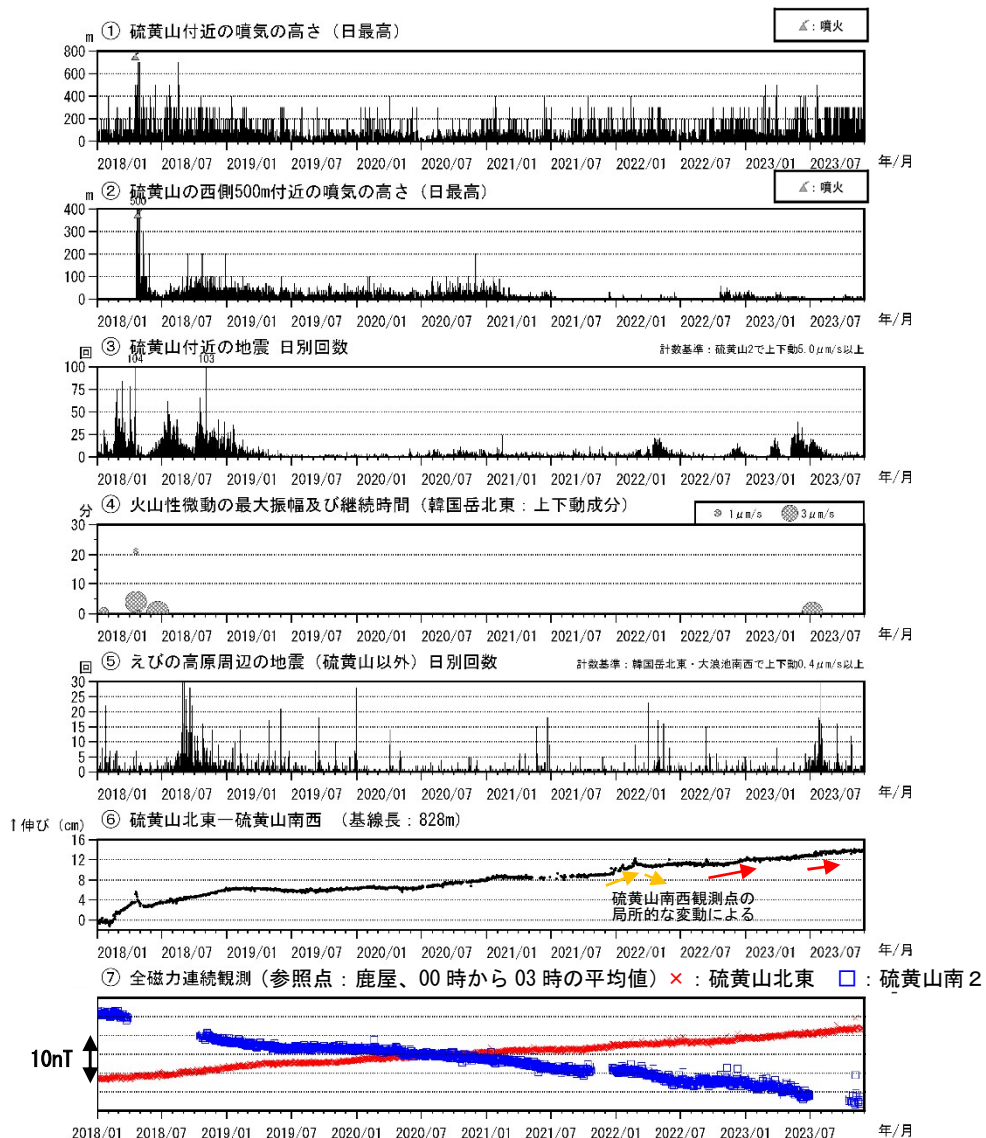 ① 硫黄山付近の噴気の高さ（日最高）
：噴火
m
800
600
400
200
0
2018/01 2018/07 2019/01 2019/07 2020/01 2020/07 2021/01 2021/07 2022/01 2022/07 2023/01 2023/07 年/月
② 硫黄山の西側500m付近の噴気の高さ（日最高）
：噴火
m
500
400
300
200
100
0
2018/01 2018/07 2019/01 2019/07 2020/01 2020/07 2021/01 2021/07 2022/01 2022/07 2023/01 2023/07 年/月
③ 硫黄山付近の地震 日別回数
計数基準：硫黄山2で上下動5.0μm/s以上
回
104 103
100
75
50
25
0
2018/01 2018/07 2019/01 2019/07 2020/01 2020/07 2021/01 2021/07 2022/01 2022/07 2023/01 2023/07 年/月
④ 火山性微動の最大振幅及び継続時間（韓国岳北東：上下動成分）
1μm/s 3μm/s
分
30
20
10
0
2018/01 2018/07 2019/01 2019/07 2020/01 2020/07 2021/01 2021/07 2022/01 2022/07 2023/01 2023/07 年/月
⑤ えびの高原周辺の地震（硫黄山以外）日別回数
計数基準：韓国岳北東・大浪池南西で上下動0.4μm/s以上
回
30
25
20
15
10
5
0
2018/01 2018/07 2019/01 2019/07 2020/01 2020/07 2021/01 2021/07 2022/01 2022/07 2023/01 2023/07 年/月
↑伸び（cm） ⑥ 硫黄山北東―硫黄山南西 （基線長：828m）
16
12
8
4
0
硫黄山南西観測点の
局所的な変動による
2018/01 2018/07 2019/01 2019/07 2020/01 2020/07 2021/01 2021/07 2022/01 2022/07 2023/01 2023/07 年/月
⑦ 全磁力連続観測（参照点：鹿屋、00時から03時の平均値）×：硫黄山北東 □：硫黄山南２
10nT
2018/01 2018/07 2019/01 2019/07 2020/01 2020/07 2021/01 2021/07 2022/01 2022/07 2023/01 2023/07 年/月